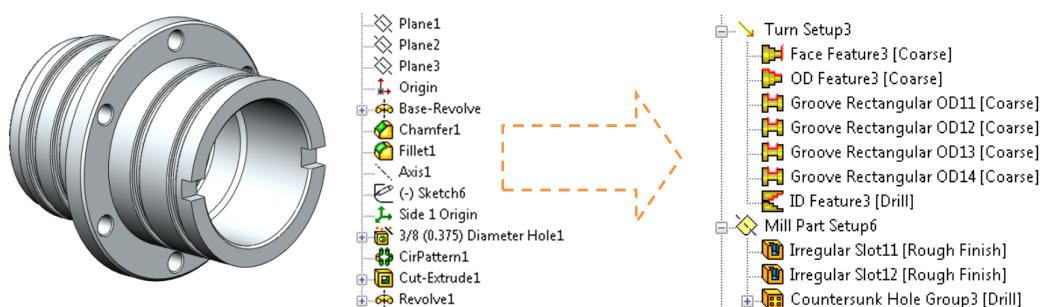 Plane1
Plane2
Plane3
Origin
Base-Revolve
Chamfer1
Fillet1
Axis1
(-) Sketch6
Side 1 Origin
3/8 (0.375) Diameter Hole1
CirPattern1
Cut-Extrude1
Revolve1
Turn Setup3
Face Feature3 [Coarse]
OD Feature3 [Coarse]
Groove Rectangular OD11 [Coarse]
Groove Rectangular OD12 [Coarse]
Groove Rectangular OD13 [Coarse]
Groove Rectangular OD14 [Coarse]
ID Feature3 [Drill]
Mill Part Setup6
Irregular Slot11 [Rough Finish]
Irregular Slot12 [Rough Finish]
Countersunk Hole Group3 [Drill]